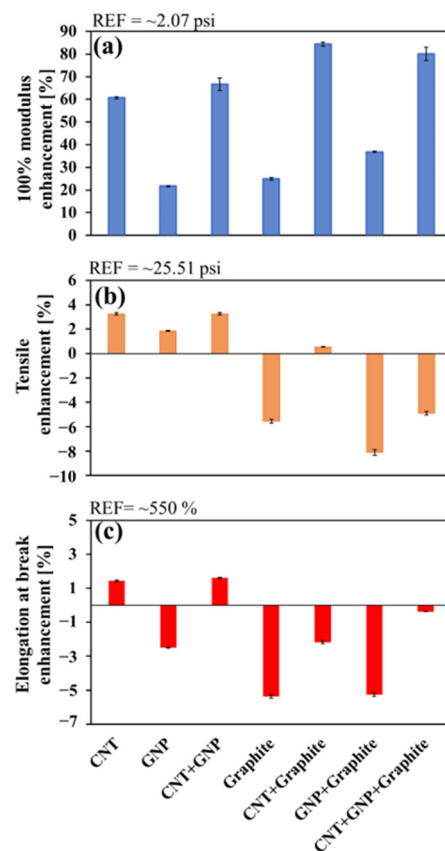 REF = ~2.07 psi
(a)
100% moudulus
enhancement [%]
90
80
70
60
50
40
30
20
10
0
REF = ~25.51 psi
(b)
Tensile
enhancement [%]
6
4
2
0
−2
−4
−6
−8
−10
REF= ~550 %
(c)
Elongation at break
enhancement [%]
5
3
1
−1
−3
−5
−7
CNT
GNP
CNT+GNP
Graphite
CNT+Graphite
GNP+Graphite
CNT+GNP+Graphite